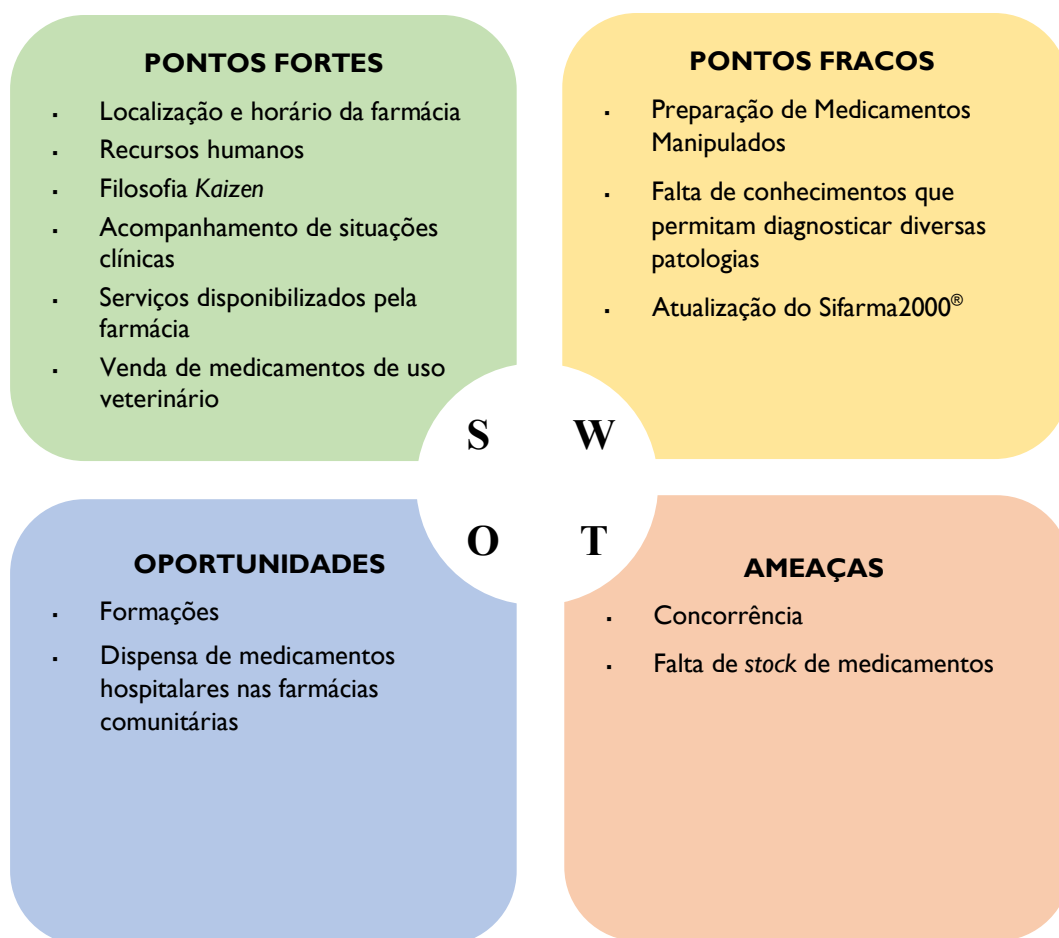 PONTOS FORTES
▪ Localização e horário da farmácia
▪ Recursos humanos
▪ Filosofia Kaizen
▪ Acompanhamento de situações
clínicas
▪ Serviços disponibilizados pela
farmácia
▪ Venda de medicamentos de uso
veterinário
PONTOS FRACOS
▪ Preparação de Medicamentos
Manipulados
▪ Falta de conhecimentos que
permitam diagnosticar diversas
patologias
▪ Atualização do Sifarma2000®
S W
O T
OPORTUNIDADES
▪ Formações
▪ Dispensa de medicamentos
hospitalares nas farmácias
comunitárias
AMEAÇAS
▪ Concorrência
▪ Falta de stock de medicamentos